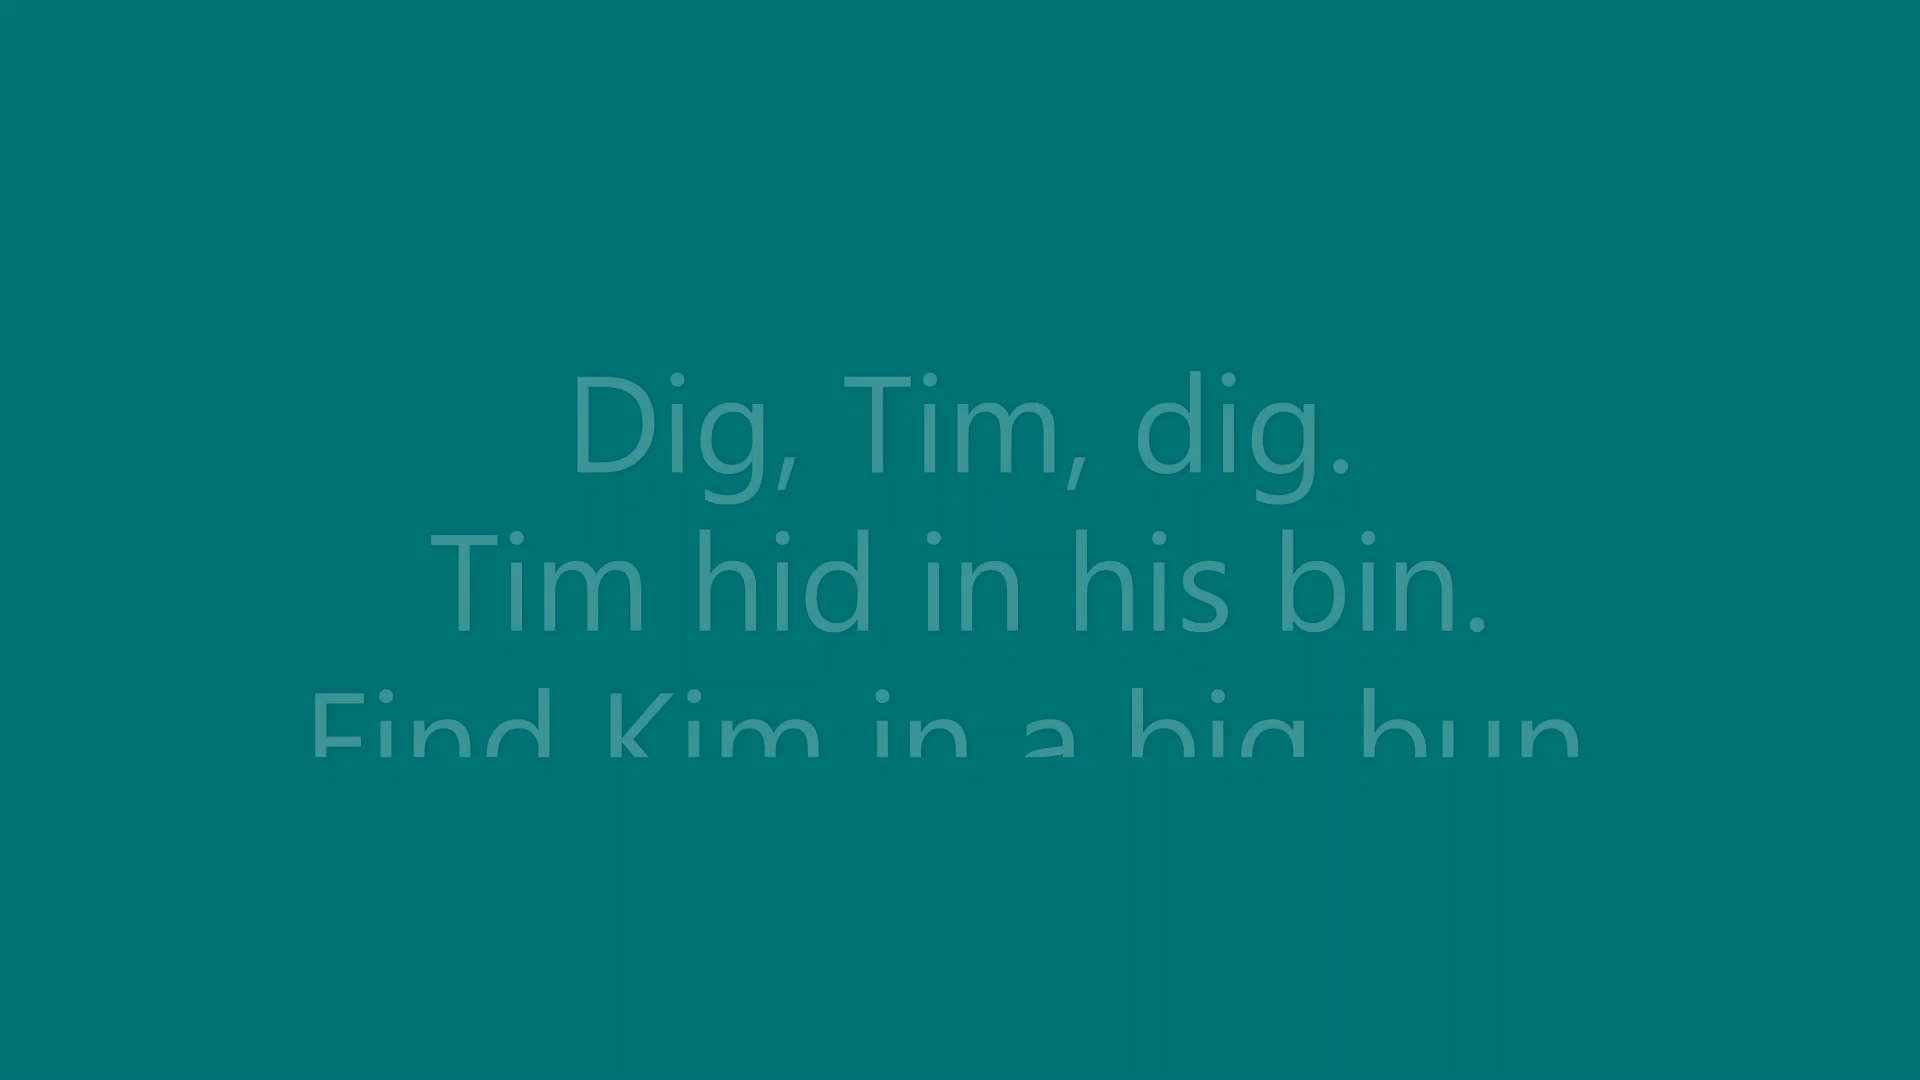 Dig, Tim, dig.
Tim hid in his bin.
Find Kim in a big bun